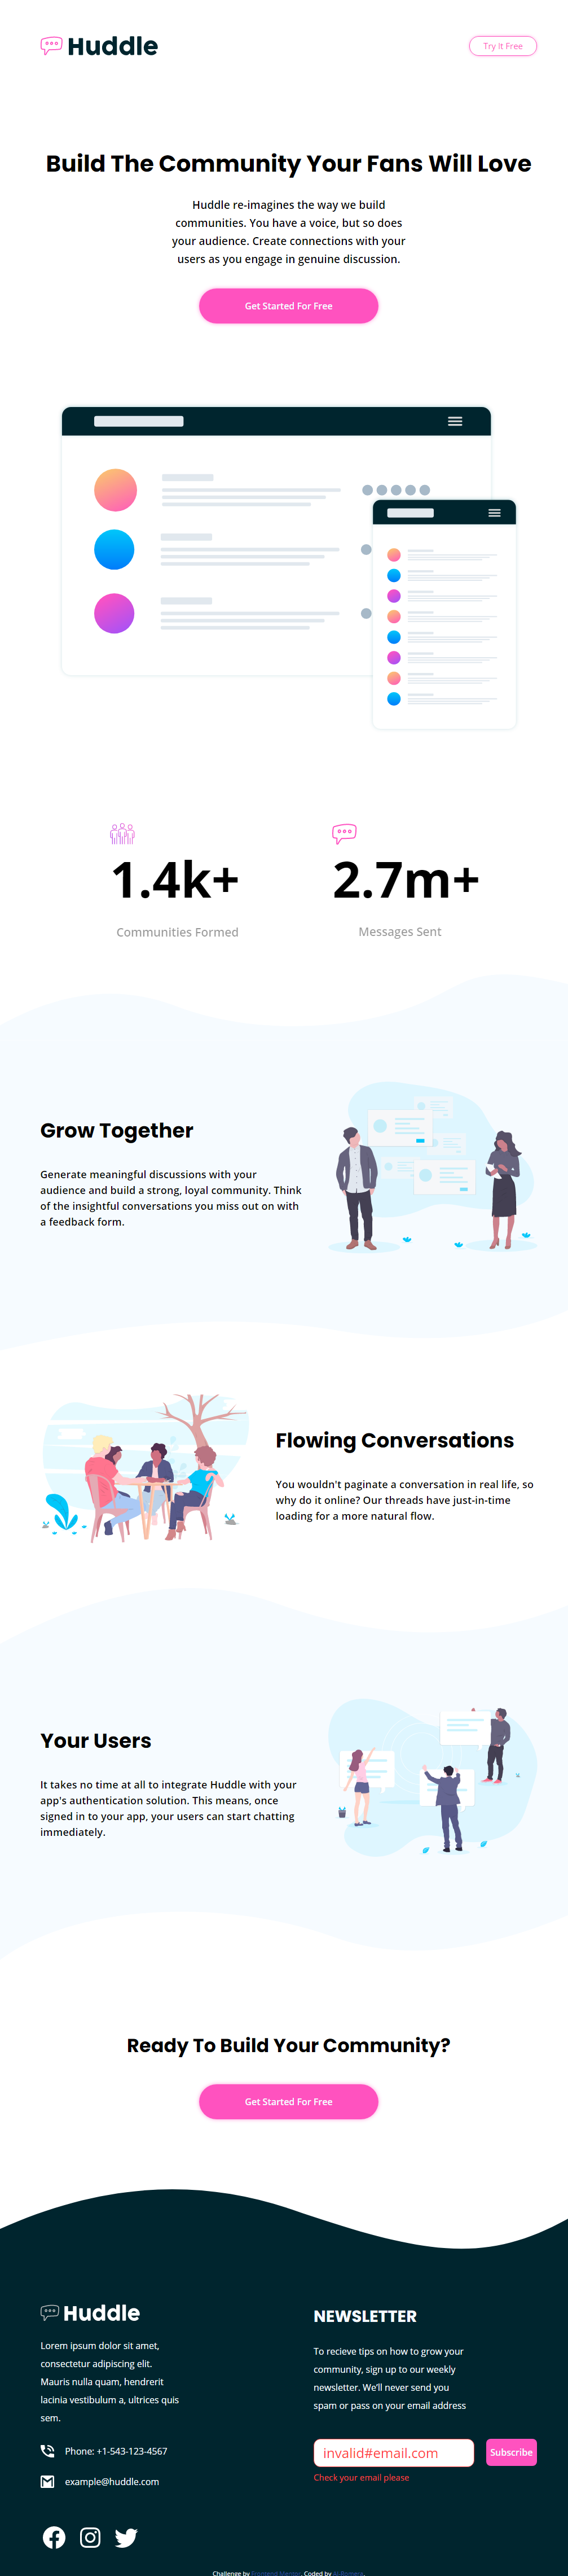 Huddle
Try It Free
Build The Community Your Fans Will Love
Huddle re-imagines the way we build
communities. You have a voice, but so does
your audience. Create connections with your
users as you engage in genuine discussion.
Get Started For Free
1.4k+
Communities Formed
2.7m+
Messages Sent
Grow Together
Generate meaningful discussions with your
audience and build a strong, loyal community. Think
of the insightful conversations you miss out on with
a feedback form.
Flowing Conversations
You wouldn't paginate a conversation in real life, so
why do it online? Our threads have just-in-time
loading for a more natural flow.
Your Users
It takes no time at all to integrate Huddle with your
app's authentication solution. This means, once
signed in to your app, your users can start chatting
immediately.
Ready To Build Your Community?
Get Started For Free
Huddle
Lorem ipsum dolor sit amet,
consectetur adipiscing elit.
Mauris nulla quam, hendrerit
lacinia vestibulum a, ultrices quis
sem.
Phone: +1-543-123-4567
example@huddle.com
NEWSLETTER
To recieve tips on how to grow your
community, sign up to our weekly
newsletter. We'll never send you
spam or pass on your email address
invalid#email.com
Subscribe
Check your email please
Challenge by Frontend Mentor. Coded by